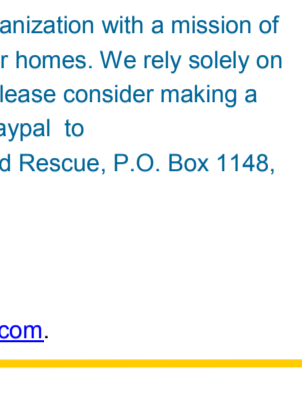 anization with a mission of
r homes. We rely solely on
lease consider making a
aypal to
d Rescue, P.O. Box 1148,
com.